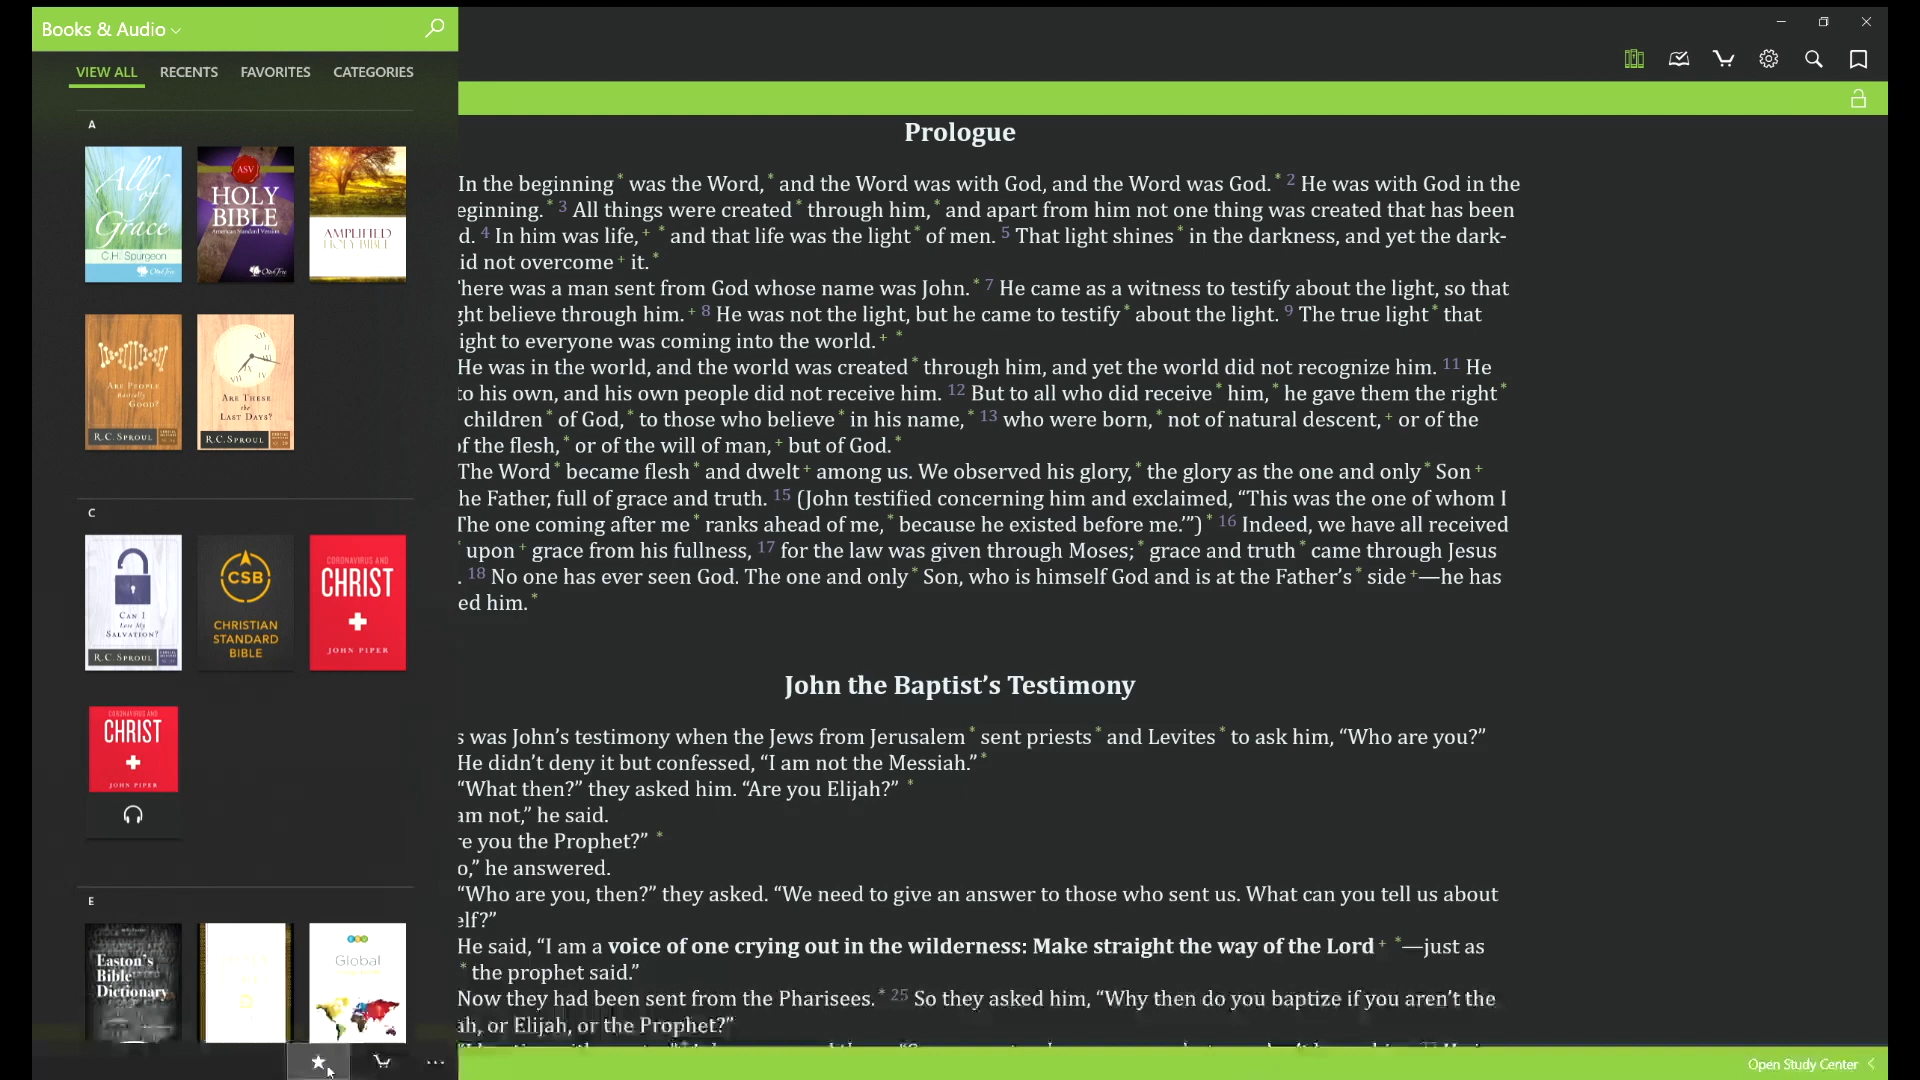 Books & Audio
VIEW ALL RECENTS FAVORITES CATEGORIES
A
All of Grace
C.H. Spurgeon
ASV
HOLY BIBLE
American Standard Version
AMPLIFIED
HOLY BIBLE
ARE PEOPLE
Basically
GOOD?
R.C. SPROUL
ARE THESE
the
LAST DAYS?
R.C. SPROUL
C
CAN I
Lose My
SALVATION?
R.C. SPROUL
CSB
CHRISTIAN
STANDARD
BIBLE
CORONAVIRUS AND
CHRIST
JOHN PIPER
CORONAVIRUS AND
CHRIST
JOHN PIPER
E
Easton's
Bible
Dictionary
Global
Prologue
In the beginning* was the Word,* and the Word was with God, and the Word was God.* 2 He was with God in the
eginning.* 3 All things were created* through him,* and apart from him not one thing was created that has been
d. 4 In him was life,+ * and that life was the light* of men. 5 That light shines* in the darkness, and yet the dark-
id not overcome+ it.*
here was a man sent from God whose name was John.* 7 He came as a witness to testify about the light, so that
ght believe through him.+ 8 He was not the light, but he came to testify* about the light. 9 The true light* that
ight to everyone was coming into the world.+ *
He was in the world, and the world was created* through him, and yet the world did not recognize him. 11 He
to his own, and his own people did not receive him. 12 But to all who did receive* him,* he gave them the right*
children* of God,* to those who believe* in his name,* 13 who were born,* not of natural descent,+ or of the
of the flesh,* or of the will of man,+ but of God.*
The Word* became flesh* and dwelt+ among us. We observed his glory,* the glory as the one and only* Son+
he Father, full of grace and truth. 15 (John testified concerning him and exclaimed, “This was the one of whom I
The one coming after me* ranks ahead of me,* because he existed before me.’”)* 16 Indeed, we have all received
* upon+ grace from his fullness, 17 for the law was given through Moses;* grace and truth* came through Jesus
. 18 No one has ever seen God. The one and only* Son, who is himself God and is at the Father’s* side+—he has
ed him.*
John the Baptist’s Testimony
s was John’s testimony when the Jews from Jerusalem* sent priests* and Levites* to ask him, “Who are you?”
He didn’t deny it but confessed, “I am not the Messiah.”*
“What then?” they asked him. “Are you Elijah?” *
am not,” he said.
re you the Prophet?” *
o,” he answered.
“Who are you, then?” they asked. “We need to give an answer to those who sent us. What can you tell us about
elf?”
He said, “I am a voice of one crying out in the wilderness: Make straight the way of the Lord+ *—just as
* the prophet said.”
Now they had been sent from the Pharisees.* 25 So they asked him, “Why then do you baptize if you aren’t the
ah, or Elijah, or the Prophet?”
Open Study Center